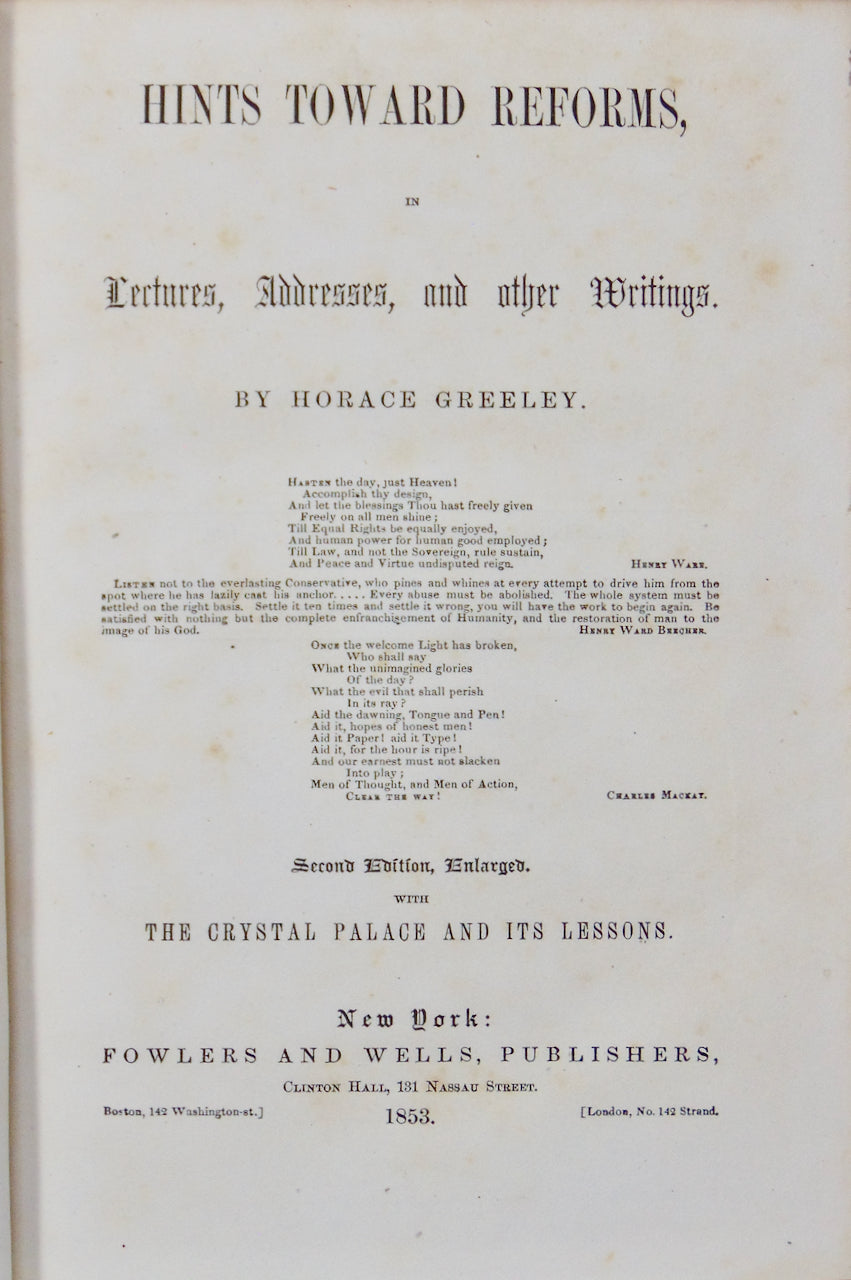 HINTS TOWARD REFORMS,
IN
Lectures, Addresses, and other Writings.
BY HORACE GREELEY.
HASTEN the day, just Heaven!
Accomplish thy design,
And let the blessings Thou hast freely given
Freely on all men shine;
Till Equal Rights be equally enjoyed,
And human power for human good employed;
Till Law, and not the Sovereign, rule sustain,
And Peace and Virtue undisputed reign. HENRY WARE.
LISTEN not to the everlasting Conservative, who pines and whines at every attempt to drive him from the
spot where he has lazily cast his anchor..... Every abuse must be abolished. The whole system must be
settled on the right basis. Settle it ten times and settle it wrong, you will have the work to begin again. Be
satisfied with nothing but the complete enfranchisement of Humanity, and the restoration of man to the
image of his God. HENRY WARD BEECHER.
ONCE the welcome Light has broken,
Who shall say
What the unimagined glories
Of the day?
What the evil that shall perish
In its ray?
Aid the dawning, Tongue and Pen!
Aid it, hopes of honest men!
Aid it Paper! aid it Type!
Aid it, for the hour is ripe!
And our earnest must not slacken
Into play;
Men of Thought, and Men of Action,
CLEAR THE WAY! CHARLES MACKAY.
Second Edition, Enlarged.
WITH
THE CRYSTAL PALACE AND ITS LESSONS.
New York:
FOWLERS AND WELLS, PUBLISHERS,
CLINTON HALL, 131 NASSAU STREET.
Boston, 142 Washington-st.] 1853. [London, No. 142 Strand.